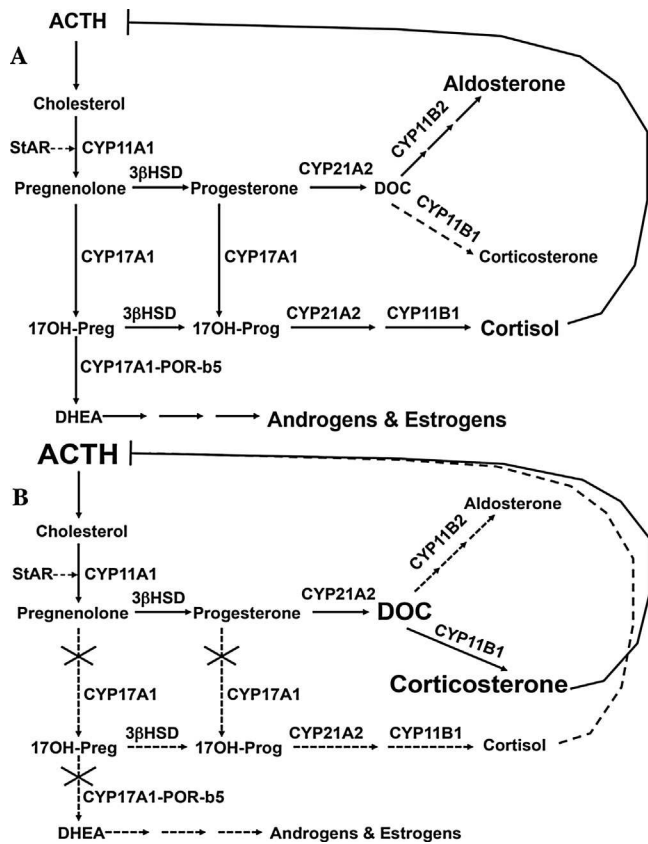 ACTH
A
Aldosterone
CYP11B2
Cholesterol
StAR CYP11A1
3βHSD CYP21A2
Pregnenolone Progesterone DOC
CYP11B1
Corticosterone
CYP17A1 CYP17A1
3βHSD CYP21A2 CYP11B1
17OH-Preg 17OH-Prog Cortisol
CYP17A1-POR-b5
DHEA Androgens & Estrogens
ACTH
B
Aldosterone
CYP11B2
Cholesterol
StAR CYP11A1
3βHSD CYP21A2
Pregnenolone Progesterone DOC
CYP11B1
Corticosterone
CYP17A1 CYP17A1
3βHSD CYP21A2 CYP11B1
17OH-Preg 17OH-Prog Cortisol
CYP17A1-POR-b5
DHEA Androgens & Estrogens